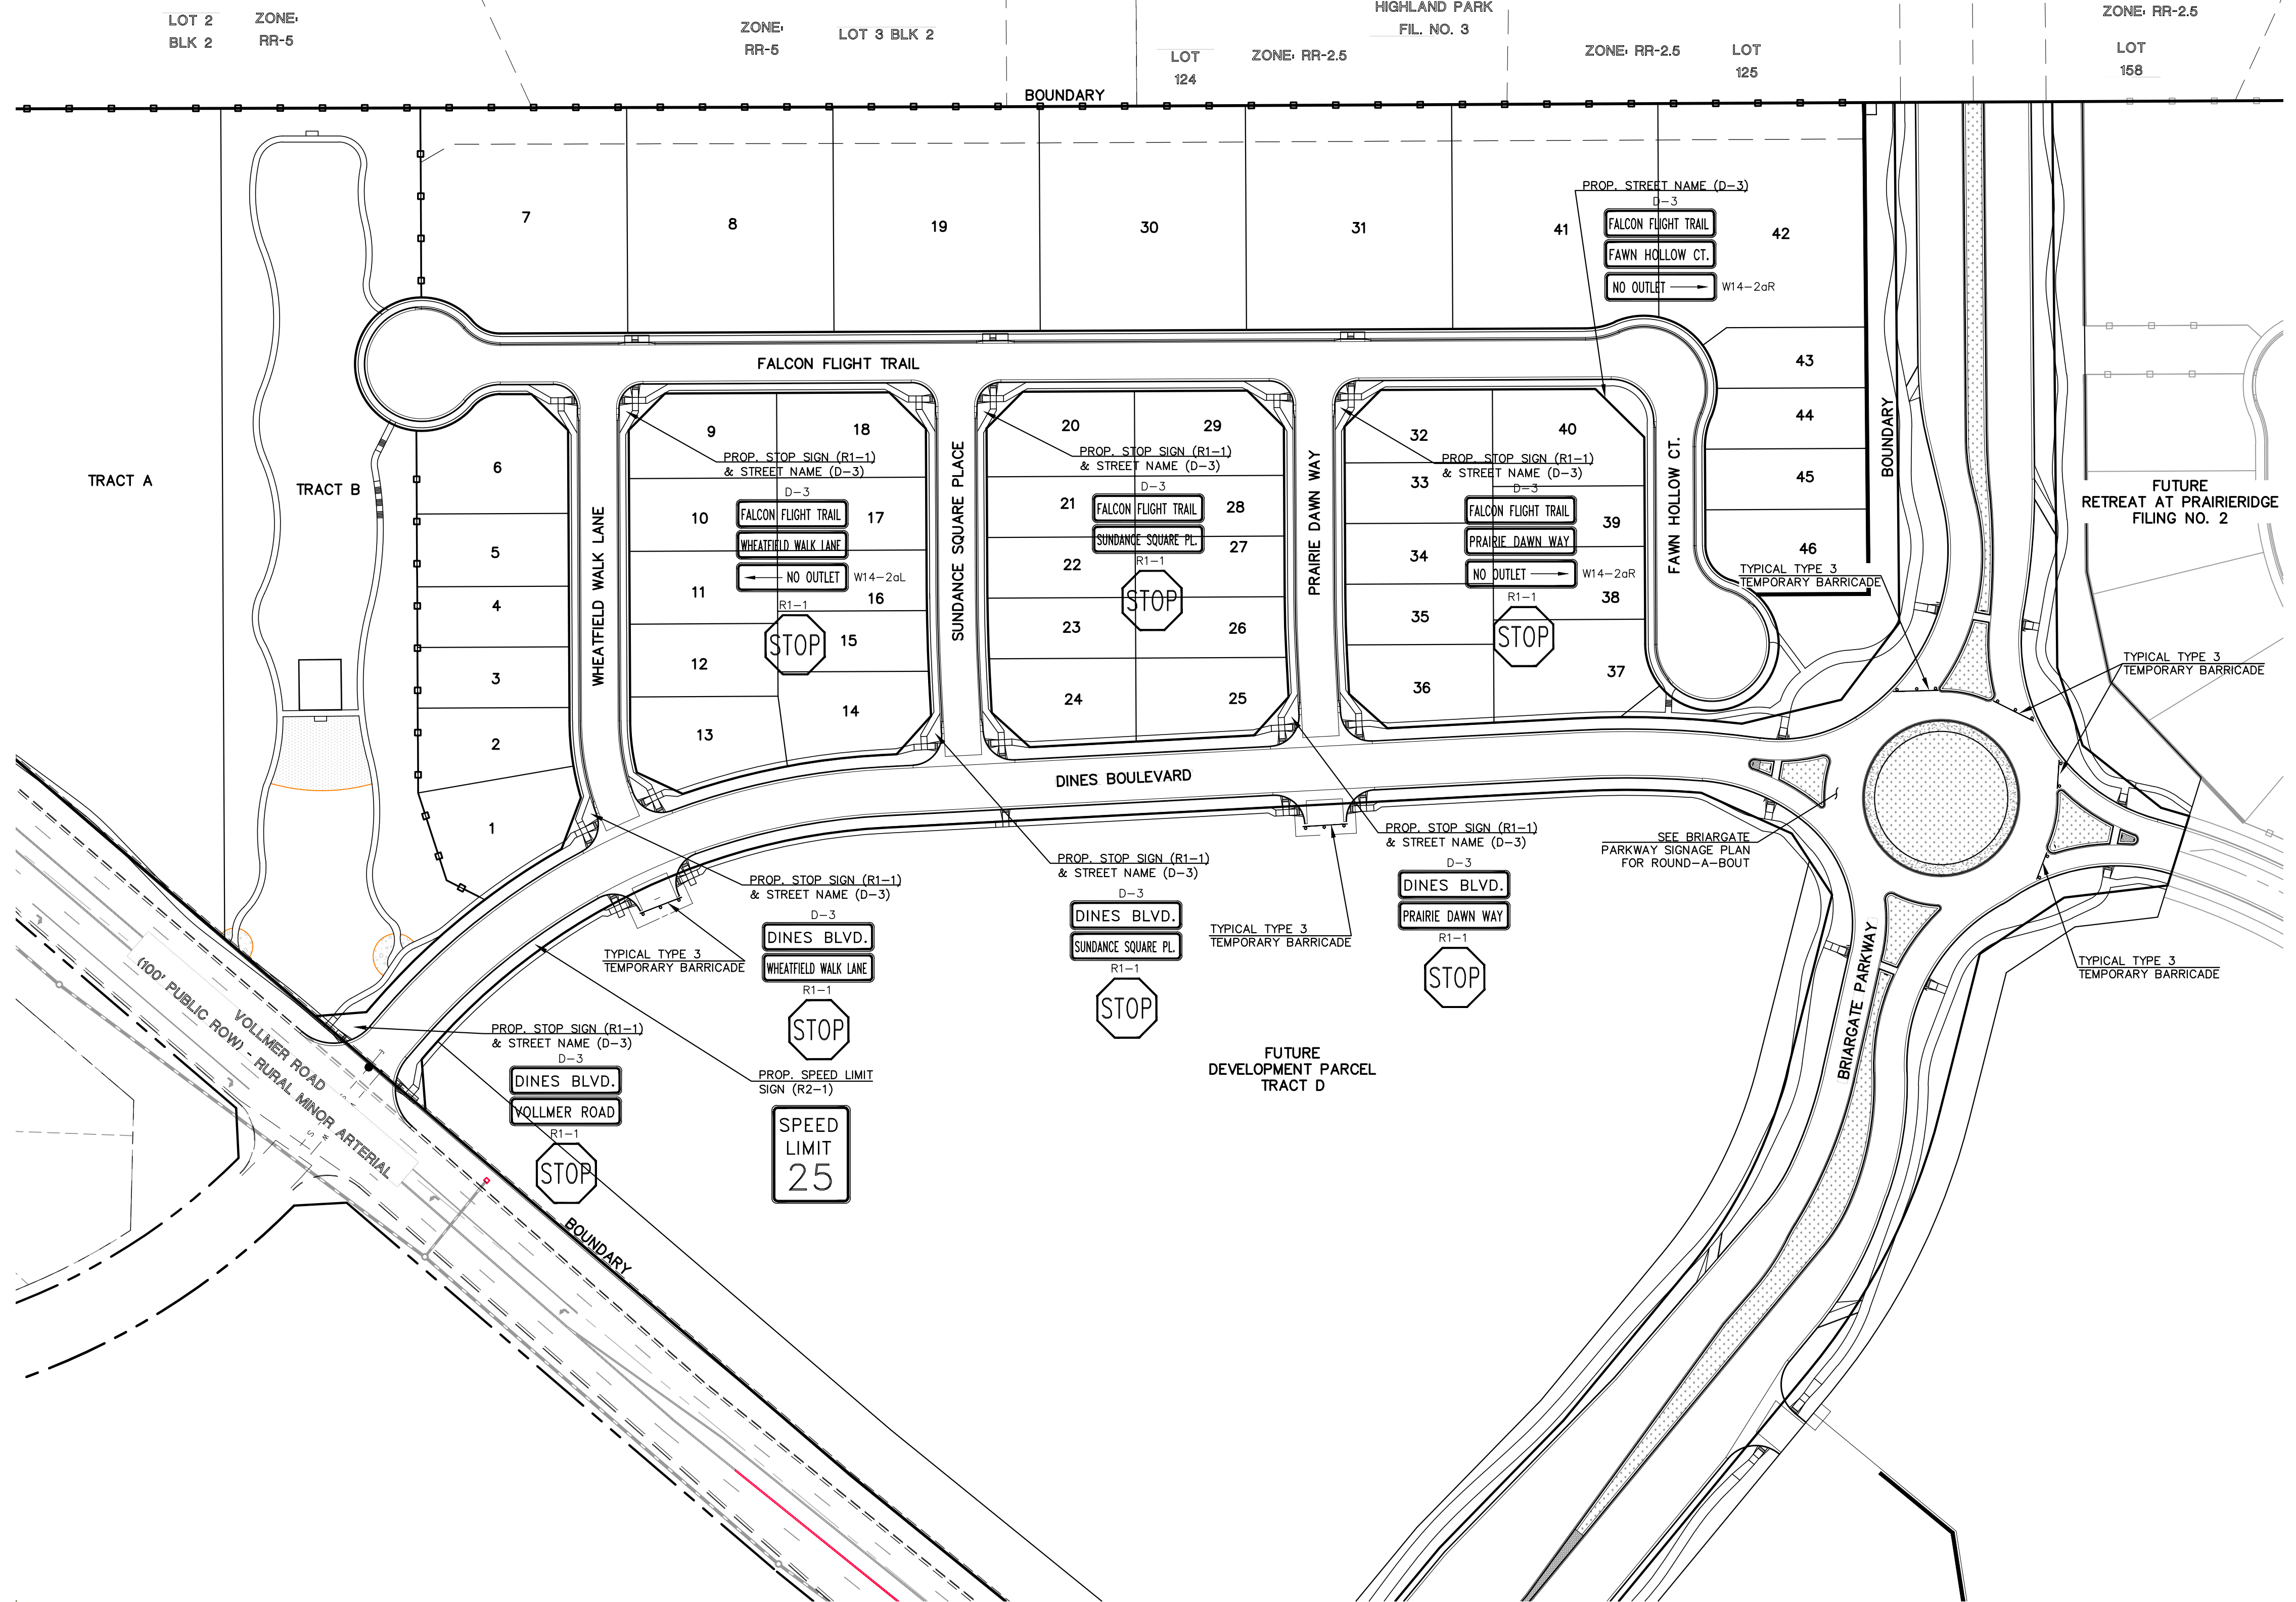 LOT 2
BLK 2
ZONE:
RR-5
ZONE:
RR-5
LOT 3 BLK 2
HIGHLAND PARK
FIL. NO. 3
LOT
124
ZONE: RR-2.5
ZONE: RR-2.5
LOT
125
ZONE: RR-2.5
LOT
158
BOUNDARY
7
8
19
30
31
41
42
PROP. STREET NAME (D-3)
D-3
FALCON FLIGHT TRAIL
FAWN HOLLOW CT.
NO OUTLET
W14-2aR
FALCON FLIGHT TRAIL
43
44
45
46
BOUNDARY
TRACT A
TRACT B
6
5
4
3
2
1
WHEATFIELD WALK LANE
9
18
PROP. STOP SIGN (R1-1)
& STREET NAME (D-3)
D-3
10
FALCON FLIGHT TRAIL
17
WHEATFIELD WALK LANE
NO OUTLET
W14-2aL
11
R1-1
16
STOP
15
12
14
13
SUNDANCE SQUARE PLACE
20
29
PROP. STOP SIGN (R1-1)
& STREET NAME (D-3)
D-3
21
FALCON FLIGHT TRAIL
28
SUNDANCE SQUARE PL.
27
R1-1
22
STOP
23
26
24
25
PRAIRIE DAWN WAY
32
40
PROP. STOP SIGN (R1-1)
& STREET NAME (D-3)
33
D-3
FALCON FLIGHT TRAIL
39
PRAIRIE DAWN WAY
34
NO OUTLET
W14-2aR
R1-1
38
35
STOP
37
36
FAWN HOLLOW CT.
FUTURE
RETREAT AT PRAIRIERIDGE
FILING NO. 2
TYPICAL TYPE 3
TEMPORARY BARRICADE
TYPICAL TYPE 3
TEMPORARY BARRICADE
DINES BOULEVARD
SEE BRIARGATE
PARKWAY SIGNAGE PLAN
FOR ROUND-A-BOUT
PROP. STOP SIGN (R1-1)
& STREET NAME (D-3)
D-3
DINES BLVD.
PRAIRIE DAWN WAY
R1-1
STOP
PROP. STOP SIGN (R1-1)
& STREET NAME (D-3)
D-3
DINES BLVD.
SUNDANCE SQUARE PL.
R1-1
STOP
TYPICAL TYPE 3
TEMPORARY BARRICADE
PROP. STOP SIGN (R1-1)
& STREET NAME (D-3)
D-3
DINES BLVD.
WHEATFIELD WALK LANE
R1-1
STOP
TYPICAL TYPE 3
TEMPORARY BARRICADE
TYPICAL TYPE 3
TEMPORARY BARRICADE
BRIARGATE PARKWAY
PROP. STOP SIGN (R1-1)
& STREET NAME (D-3)
D-3
DINES BLVD.
VOLLMER ROAD
R1-1
STOP
PROP. SPEED LIMIT
SIGN (R2-1)
SPEED
LIMIT
25
FUTURE
DEVELOPMENT PARCEL
TRACT D
VOLLMER ROAD
(100' PUBLIC ROW) - RURAL MINOR ARTERIAL
BOUNDARY